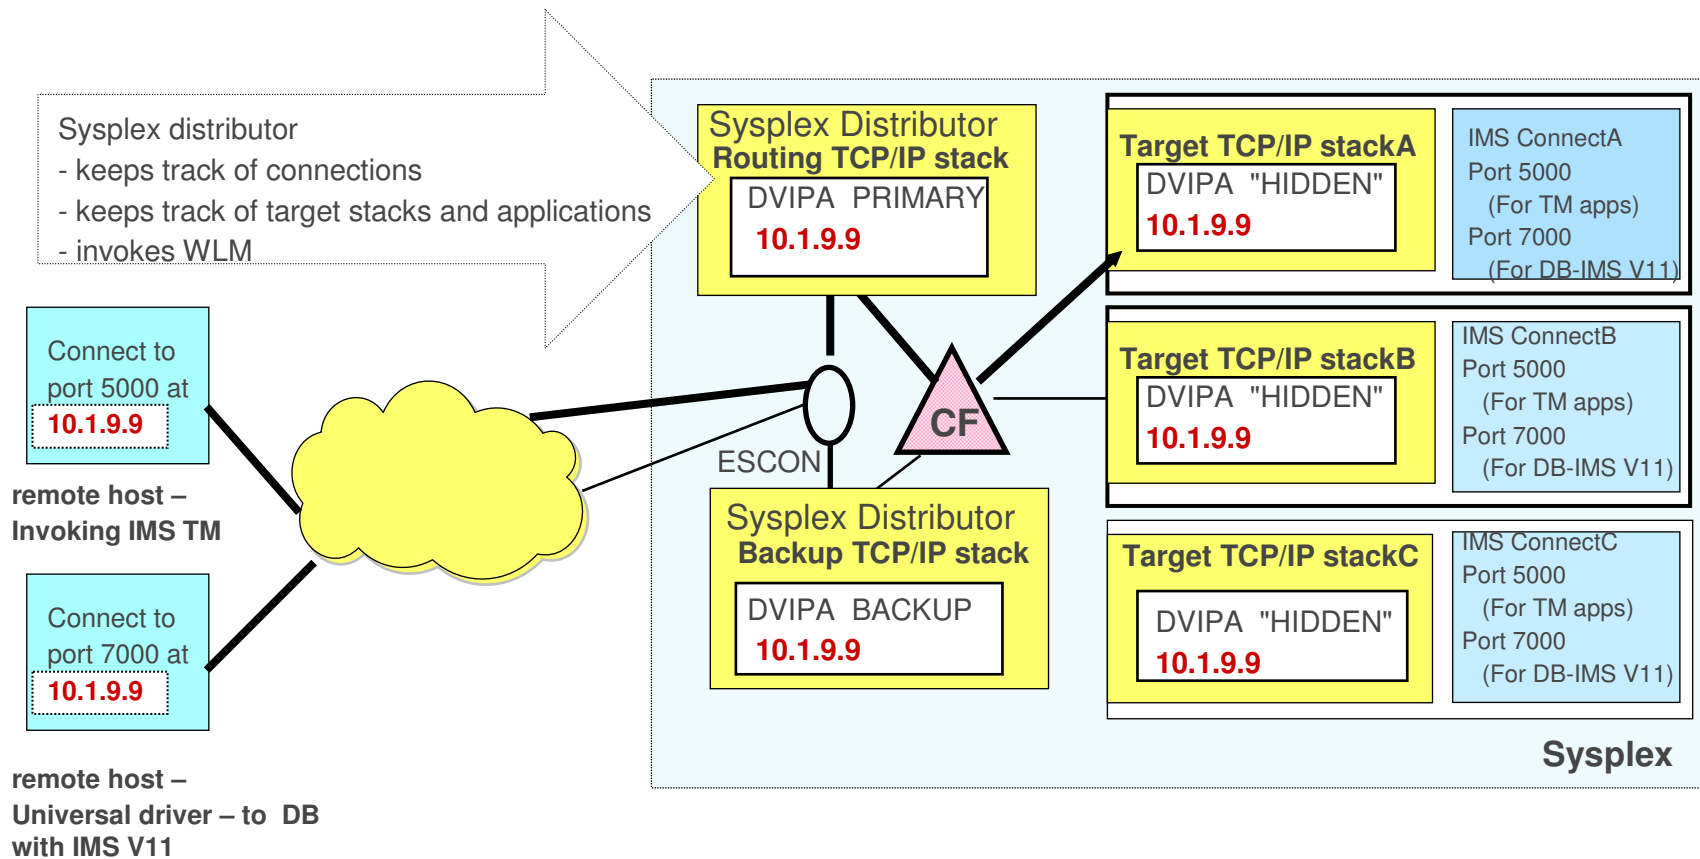 Sysplex distributor
- keeps track of connections
- keeps track of target stacks and applications
- invokes WLM
Connect to
port 5000 at
10.1.9.9
remote host –
Invoking IMS TM
Connect to
port 7000 at
10.1.9.9
remote host –
Universal driver – to DB
with IMS V11
Sysplex Distributor
Routing TCP/IP stack
DVIPA PRIMARY
10.1.9.9
ESCON
CF
Sysplex Distributor
Backup TCP/IP stack
DVIPA BACKUP
10.1.9.9
Target TCP/IP stackA
DVIPA "HIDDEN"
10.1.9.9
IMS ConnectA
Port 5000
(For TM apps)
Port 7000
(For DB-IMS V11)
Target TCP/IP stackB
DVIPA "HIDDEN"
10.1.9.9
IMS ConnectB
Port 5000
(For TM apps)
Port 7000
(For DB-IMS V11)
Target TCP/IP stackC
DVIPA "HIDDEN"
10.1.9.9
IMS ConnectC
Port 5000
(For TM apps)
Port 7000
(For DB-IMS V11)
Sysplex